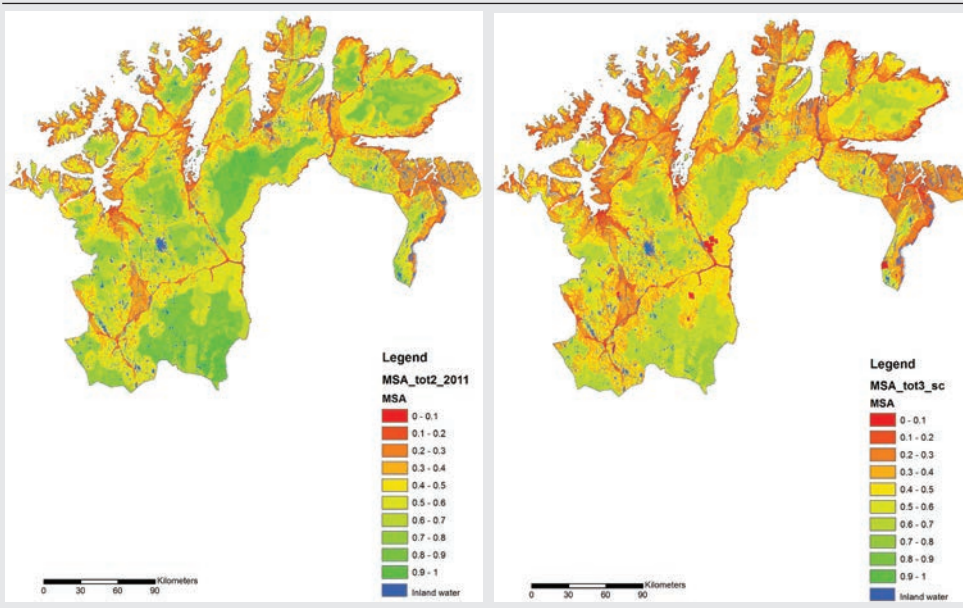 Legend
MSA_tot2_2011
MSA
0 - 0.1
0.1 - 0.2
0.2 - 0.3
0.3 - 0.4
0.4 - 0.5
0.5 - 0.6
0.6 - 0.7
0.7 - 0.8
0.8 - 0.9
0.9 - 1
Inland water
Kilometers
0 30 60 90
Legend
MSA_tot3_sc
MSA
0 - 0.1
0.1 - 0.2
0.2 - 0.3
0.3 - 0.4
0.4 - 0.5
0.5 - 0.6
0.6 - 0.7
0.7 - 0.8
0.8 - 0.9
0.9 - 1
Inland water
Kilometers
0 30 60 90